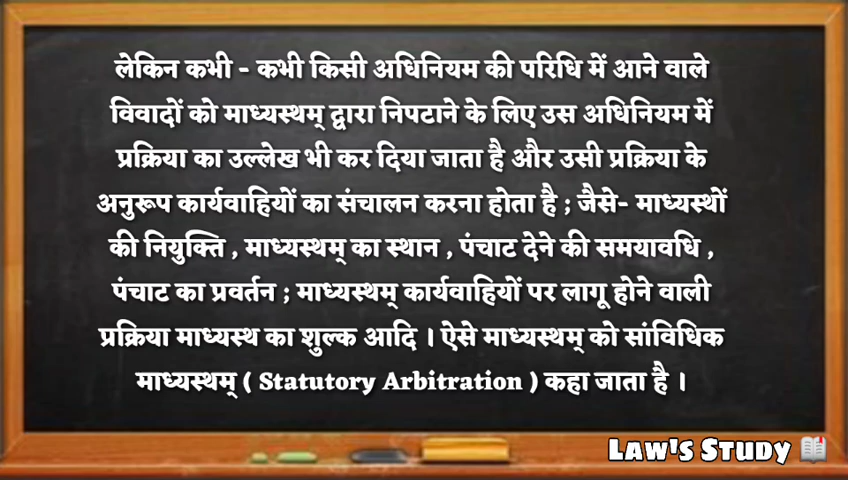 लेकिन कभी - कभी किसी अधिनियम की परिधि में आने वाले
विवादों को माध्यस्थम् द्वारा निपटाने के लिए उस अधिनियम में
प्रक्रिया का उल्लेख भी कर दिया जाता है और उसी प्रक्रिया के
अनुरूप कार्यवाहियों का संचालन करना होता है ; जैसे- माध्यस्थों
की नियुक्ति , माध्यस्थम् का स्थान , पंचाट देने की समयावधि ,
पंचाट का प्रवर्तन ; माध्यस्थम् कार्यवाहियों पर लागू होने वाली
प्रक्रिया माध्यस्थ का शुल्क आदि । ऐसे माध्यस्थम् को सांविधिक
माध्यस्थम् ( Statutory Arbitration ) कहा जाता है ।
Law's Study 📖